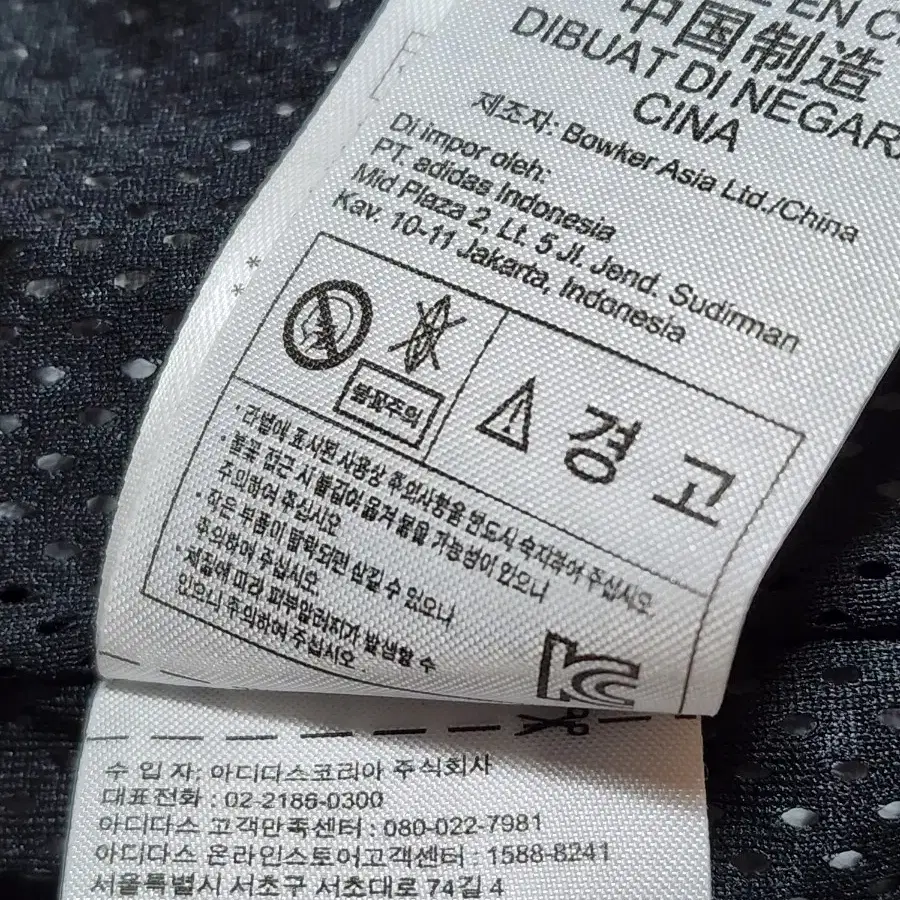 EN C
中国制造
DIBUAT DI NEGARA
CINA
제조자: Bowker Asia Ltd./China
Di impor oleh:
PT. adidas Indonesia
Mid Plaza 2, Lt. 5 Jl. Jend. Sudirman
Kav. 10-11 Jakarta, Indonesia
불꽃주의
경 고
· 라벨에 표시된 사용상 주의사항을 반드시 숙지하여 주십시오
· 불꽃 접근 시 불길이 옮겨 붙을 가능성이 있으니
주의하여 주십시오
· 작은 부품이 탈락되면 삼킬 수 있으니
주의하여 주십시오.
· 제품에 따라 피부알러지가 발생할 수
있으니 주의하여 주십시오
수 입 자: 아디다스코리아 주식회사
대표전화 : 02-2186-0300
아디다스 고객만족센터 : 080-022-7981
아디다스 온라인스토어고객센터 : 1588-8241
서울특별시 서초구 서초대로 74길 4